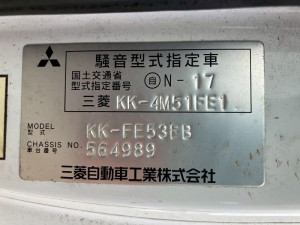 騒音型式指定車
国土交通省
型式指定番号 自N-17
三菱 KK-4M51FE1
MODEL KK-FE53EB
型式
CHASSIS NO. 564989
車台番号
三菱自動車工業株式会社